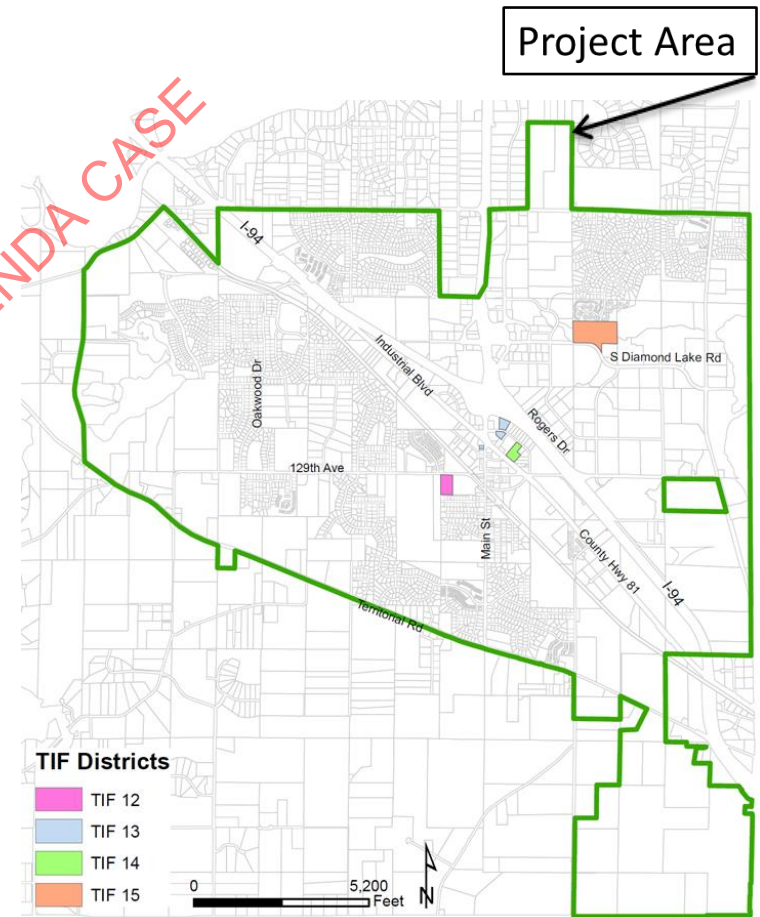 Project Area
ENDA CASE
I-94
Industrial Blvd
Oakwood Dr
S Diamond Lake Rd
Rogers Dr
129th Ave
Main St
County Hwy 81
I-94
Territorial Rd
TIF Districts
TIF 12
TIF 13
TIF 14
TIF 15
0 5,200
Feet
N